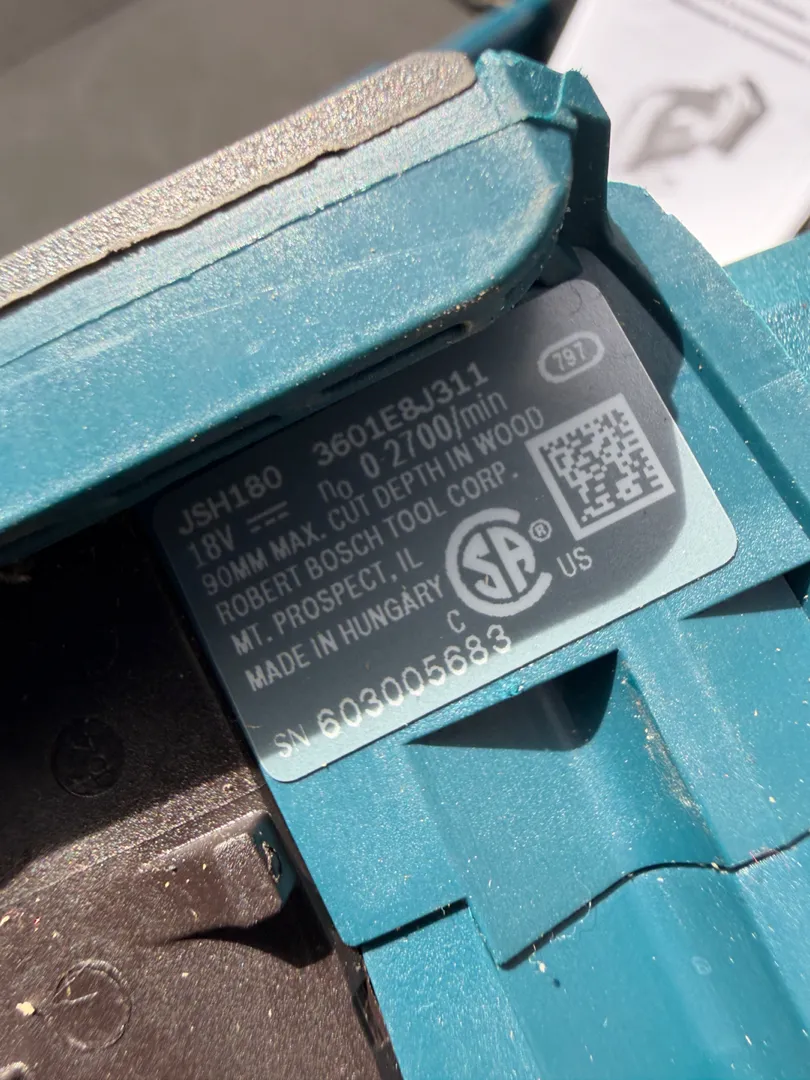 797
JSH180 3601E8J311
18V ⎓ n₀ 0-2700/min
90MM MAX. CUT DEPTH IN WOOD
ROBERT BOSCH TOOL CORP.
MT. PROSPECT, IL
MADE IN HUNGARY
SA ®
C US
SN 603005683